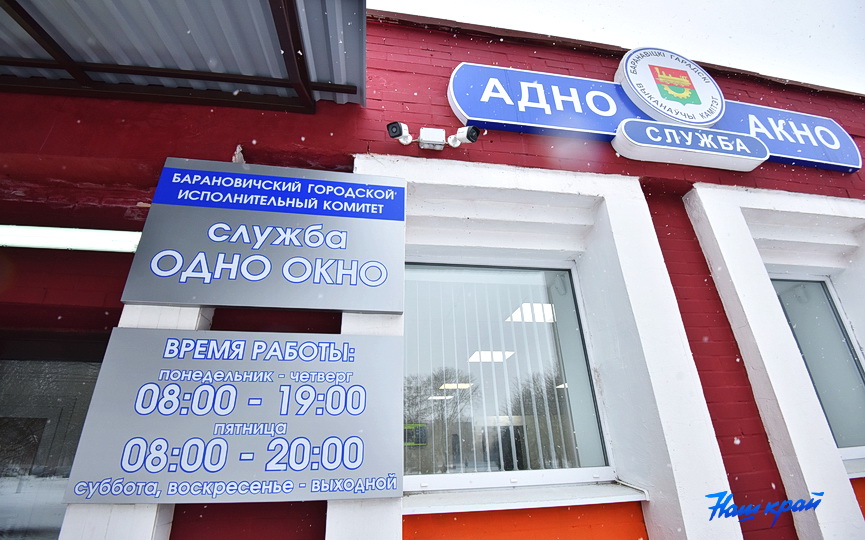 БАРАНАВІЦКІ ГАРАДСКІ
ВЫКАНАЎЧЫ КАМІТЭТ
АДНО АКНО
СЛУЖБА
БАРАНОВИЧСКИЙ ГОРОДСКОЙ
ИСПОЛНИТЕЛЬНЫЙ КОМИТЕТ
служба
ОДНО ОКНО
ВРЕМЯ РАБОТЫ:
понедельник - четверг
08:00 - 19:00
пятница
08:00 - 20:00
суббота, воскресенье - выходной
Наш край